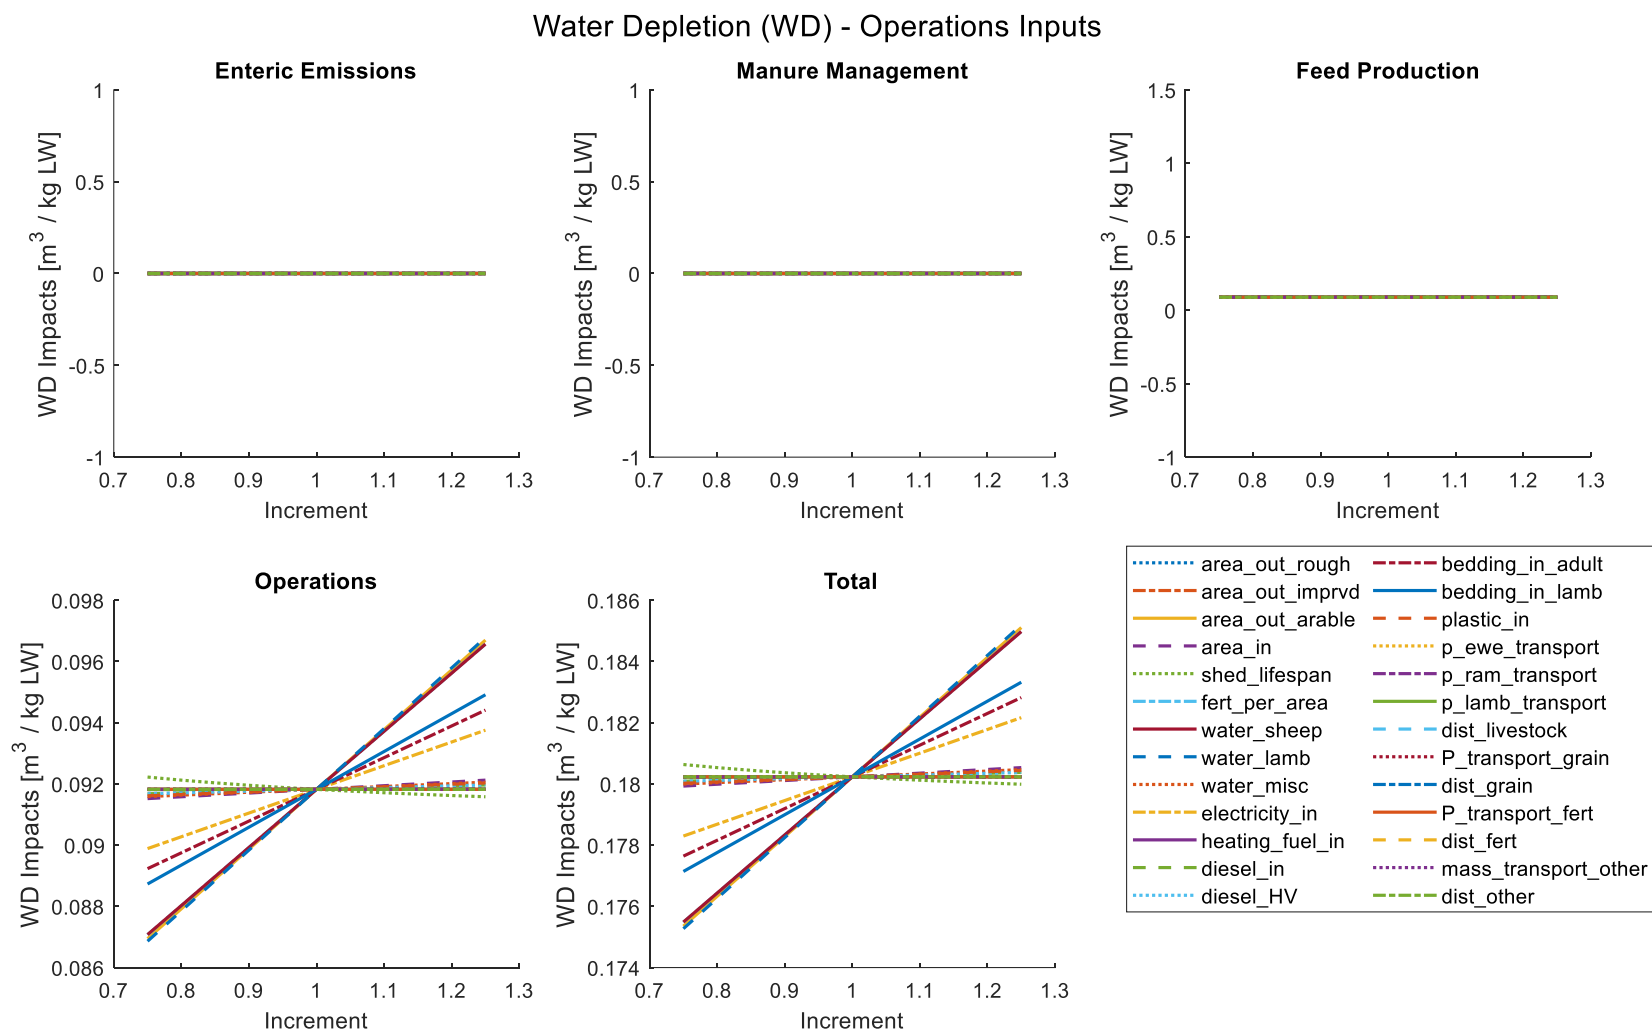 Water Depletion (WD) - Operations Inputs
Enteric Emissions
1
0.5
0
-0.5
-1
WD Impacts [m³ / kg LW]
0.7 0.8 0.9 1 1.1 1.2 1.3
Increment
Manure Management
1
0.5
0
-0.5
-1
WD Impacts [m³ / kg LW]
0.7 0.8 0.9 1 1.1 1.2 1.3
Increment
Feed Production
1.5
1
0.5
0
-0.5
-1
WD Impacts [m³ / kg LW]
0.7 0.8 0.9 1 1.1 1.2 1.3
Increment
Operations
0.098
0.096
0.094
0.092
0.09
0.088
0.086
WD Impacts [m³ / kg LW]
0.7 0.8 0.9 1 1.1 1.2 1.3
Increment
Total
0.186
0.184
0.182
0.18
0.178
0.176
0.174
WD Impacts [m³ / kg LW]
0.7 0.8 0.9 1 1.1 1.2 1.3
Increment
area_out_rough
area_out_imprvd
area_out_arable
area_in
shed_lifespan
fert_per_area
water_sheep
water_lamb
water_misc
electricity_in
heating_fuel_in
diesel_in
diesel_HV
bedding_in_adult
bedding_in_lamb
plastic_in
p_ewe_transport
p_ram_transport
p_lamb_transport
dist_livestock
P_transport_grain
dist_grain
P_transport_fert
dist_fert
mass_transport_other
dist_other